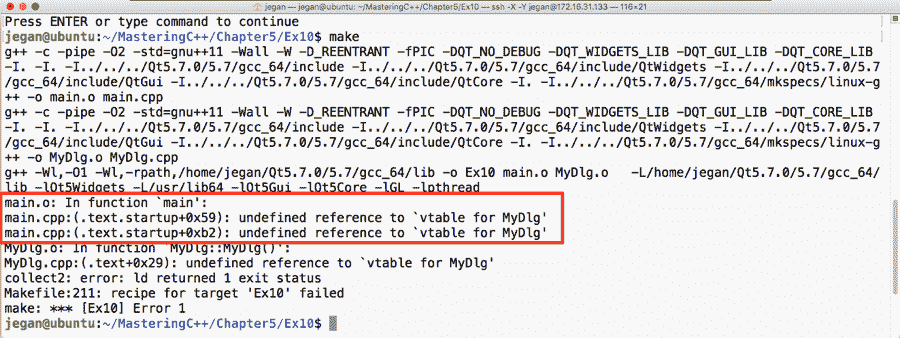 jegan@ubuntu: ~/MasteringC++/Chapter5/Ex10 — ssh -X -Y jegan@172.16.31.133 — 116×21
Press ENTER or type command to continue
jegan@ubuntu:~/MasteringC++/Chapter5/Ex10$ make
g++ -c -pipe -O2 -std=gnu++11 -Wall -W -D_REENTRANT -fPIC -DQT_NO_DEBUG -DQT_WIDGETS_LIB -DQT_GUI_LIB -DQT_CORE_LIB
-I. -I. -I../../../Qt5.7.0/5.7/gcc_64/include -I../../../Qt5.7.0/5.7/gcc_64/include/QtWidgets -I../../../Qt5.7.0/5.7
/gcc_64/include/QtGui -I../../../Qt5.7.0/5.7/gcc_64/include/QtCore -I. -I../../../Qt5.7.0/5.7/gcc_64/mkspecs/linux-g
++ -o main.o main.cpp
g++ -c -pipe -O2 -std=gnu++11 -Wall -W -D_REENTRANT -fPIC -DQT_NO_DEBUG -DQT_WIDGETS_LIB -DQT_GUI_LIB -DQT_CORE_LIB
-I. -I. -I../../../Qt5.7.0/5.7/gcc_64/include -I../../../Qt5.7.0/5.7/gcc_64/include/QtWidgets -I../../../Qt5.7.0/5.7
/gcc_64/include/QtGui -I../../../Qt5.7.0/5.7/gcc_64/include/QtCore -I. -I../../../Qt5.7.0/5.7/gcc_64/mkspecs/linux-g
++ -o MyDlg.o MyDlg.cpp
g++ -Wl,-O1 -Wl,-rpath,/home/jegan/Qt5.7.0/5.7/gcc_64/lib -o Ex10 main.o MyDlg.o -L/home/jegan/Qt5.7.0/5.7/gcc_64/
lib -lQt5Widgets -L/usr/lib64 -lQt5Gui -lQt5Core -lGL -lpthread
main.o: In function `main':
main.cpp:(.text.startup+0x59): undefined reference to `vtable for MyDlg'
main.cpp:(.text.startup+0xb2): undefined reference to `vtable for MyDlg'
MyDlg.o: In function `MyDlg::MyDlg()':
MyDlg.cpp:(.text+0x29): undefined reference to `vtable for MyDlg'
collect2: error: ld returned 1 exit status
Makefile:211: recipe for target 'Ex10' failed
make: *** [Ex10] Error 1
jegan@ubuntu:~/MasteringC++/Chapter5/Ex10$